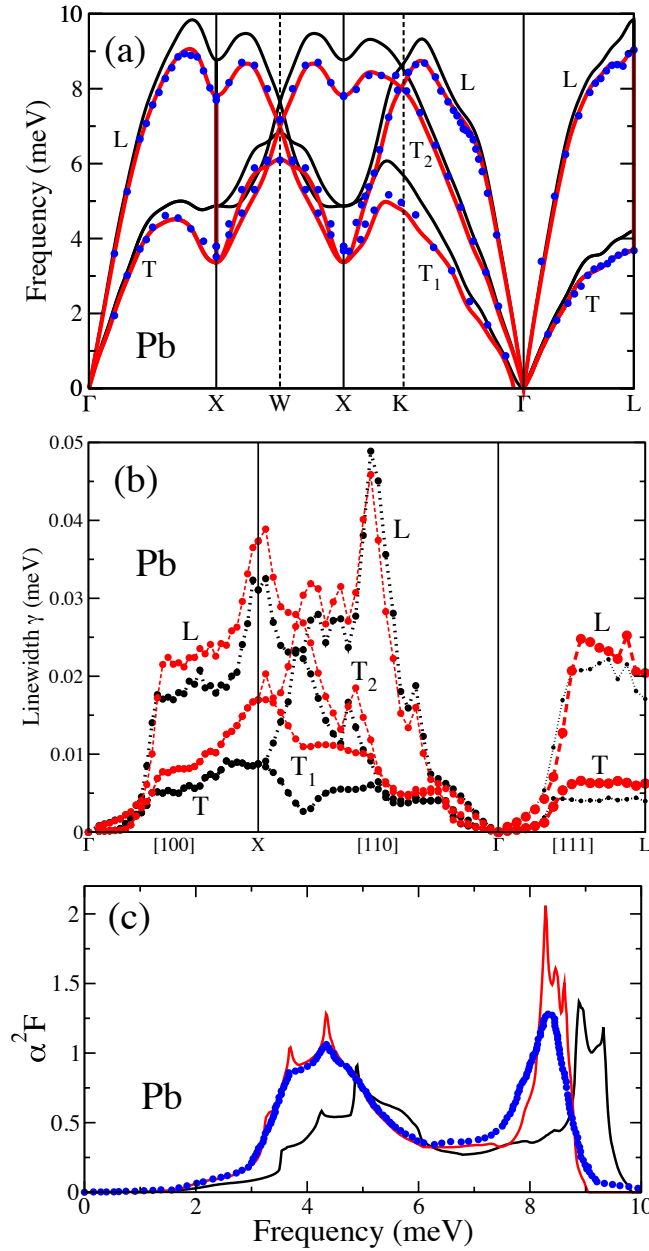 (a)
Frequency (meV)
10
8
6
4
2
0
L
T
Pb
T2
T1
L
L
T
Γ X W X K Γ L
(b)
Linewidth γ (meV)
0.05
0.04
0.03
0.02
0.01
0
Pb
L
L
T2
T1
T
L
T
Γ [100] X [110] Γ [111] L
(c)
α²F
2
1.5
1
0.5
0
Pb
0 2 4 6 8 10
Frequency (meV)